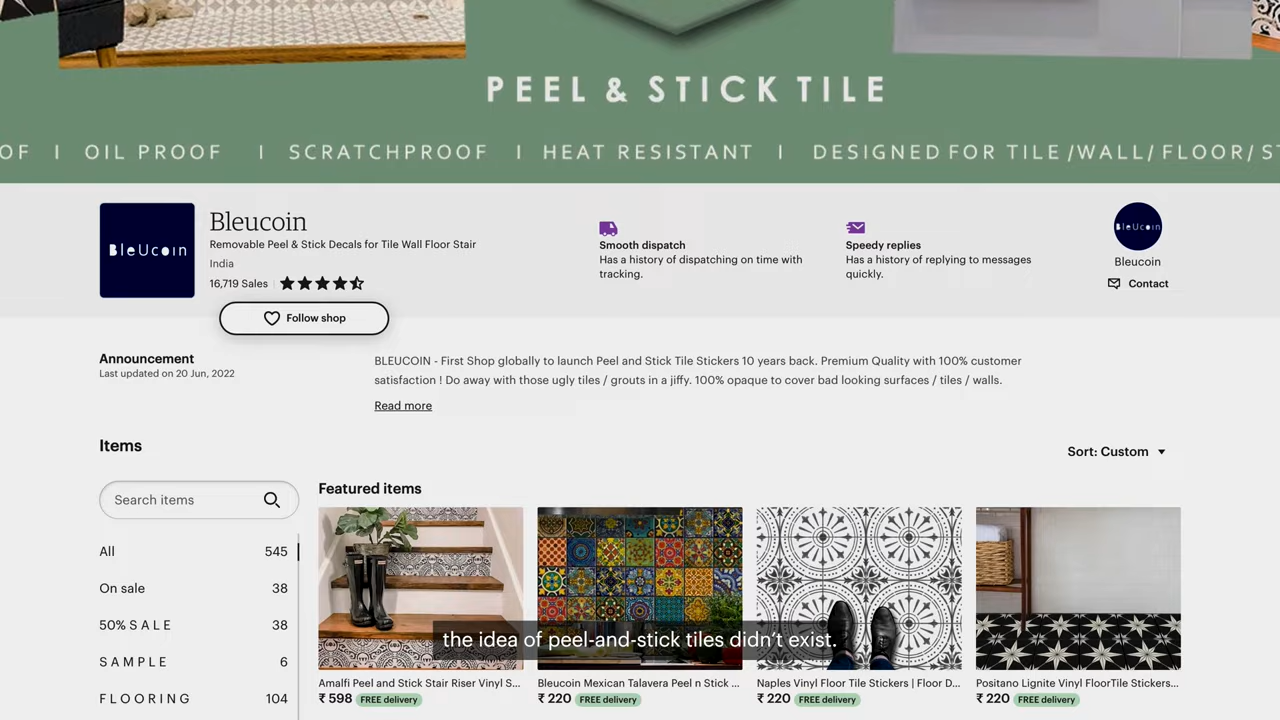 PEEL & STICK TILE
OF | OIL PROOF | SCRATCHPROOF | HEAT RESISTANT | DESIGNED FOR TILE /WALL/ FLOOR/ ST
BleUcoin
Bleucoin
Removable Peel & Stick Decals for Tile Wall Floor Stair
India
16,719 Sales
Follow shop
Smooth dispatch
Has a history of dispatching on time with
tracking.
Speedy replies
Has a history of replying to messages
quickly.
BleUcoin
Bleucoin
Contact
Announcement
Last updated on 20 Jun, 2022
BLEUCOIN - First Shop globally to launch Peel and Stick Tile Stickers 10 years back. Premium Quality with 100% customer
satisfaction ! Do away with those ugly tiles / grouts in a jiffy. 100% opaque to cover bad looking surfaces / tiles / walls.
Read more
Items
Sort: Custom
Search items
All 545
On sale 38
50% S A L E 38
S A M P L E 6
F L O O R I N G 104
Featured items
the idea of peel-and-stick tiles didn't exist.
Amalfi Peel and Stick Stair Riser Vinyl S...
₹ 598 FREE delivery
Bleucoin Mexican Talavera Peel n Stick ...
₹ 220 FREE delivery
Naples Vinyl Floor Tile Stickers | Floor D...
₹ 220 FREE delivery
Positano Lignite Vinyl FloorTile Stickers...
₹ 220 FREE delivery